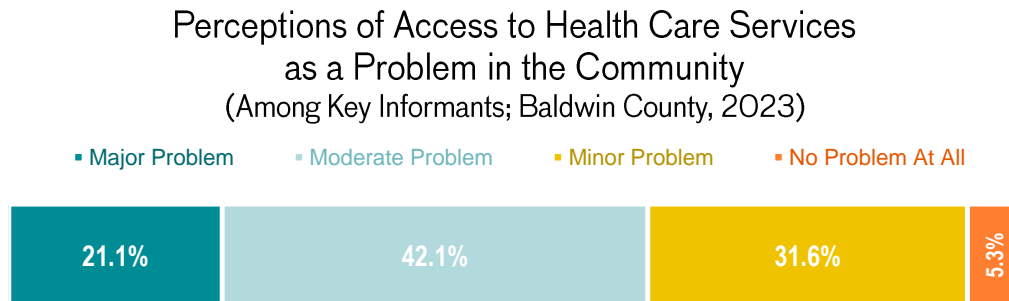 Perceptions of Access to Health Care Services
as a Problem in the Community
(Among Key Informants; Baldwin County, 2023)
Major Problem Moderate Problem Minor Problem No Problem At All
21.1% 42.1% 31.6% 5.3%